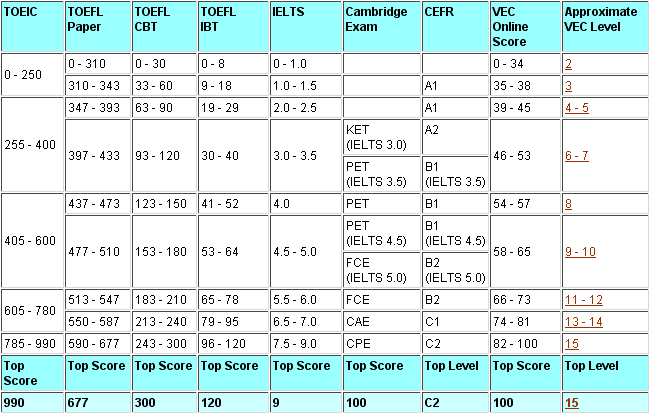 TOEIC TOEFL Paper TOEFL CBT TOEFL IBT IELTS Cambridge Exam CEFR VEC Online Score Approximate VEC Level
0 - 250 0 - 310 0 - 30 0 - 8 0 - 1.0 0 - 34 2
310 - 343 33 - 60 9 - 18 1.0 - 1.5 A1 35 - 38 3
255 - 400 347 - 393 63 - 90 19 - 29 2.0 - 2.5 A1 39 - 45 4 - 5
397 - 433 93 - 120 30 - 40 3.0 - 3.5 KET (IELTS 3.0) A2 46 - 53 6 - 7
PET (IELTS 3.5) B1 (IELTS 3.5)
405 - 600 437 - 473 123 - 150 41 - 52 4.0 PET B1 54 - 57 8
477 - 510 153 - 180 53 - 64 4.5 - 5.0 PET (IELTS 4.5) B1 (IELTS 4.5) 58 - 65 9 - 10
FCE (IELTS 5.0) B2 (IELTS 5.0)
605 - 780 513 - 547 183 - 210 65 - 78 5.5 - 6.0 FCE B2 66 - 73 11 - 12
550 - 587 213 - 240 79 - 95 6.5 - 7.0 CAE C1 74 - 81 13 - 14
785 - 990 590 - 677 243 - 300 96 - 120 7.5 - 9.0 CPE C2 82 - 100 15
Top Score Top Score Top Score Top Score Top Score Top Score Top Level Top Score Top Level
990 677 300 120 9 100 C2 100 15